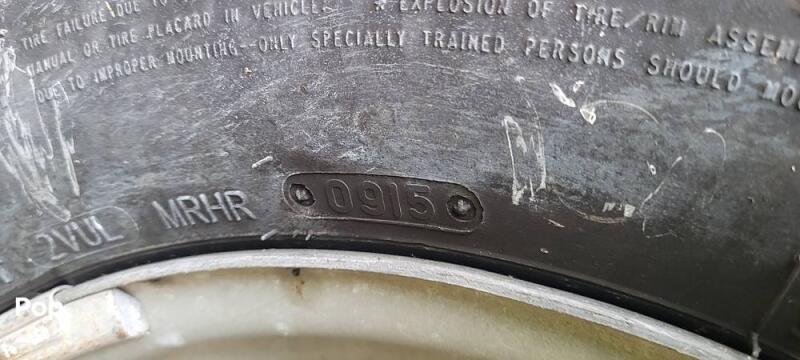 TIRE FAILURE DUE TO
EXPLOSION OF TIRE/RIM ASSEM
MANUAL OR TIRE PLACARD IN VEHICLE
DUE TO IMPROPER MOUNTING--ONLY SPECIALLY TRAINED PERSONS SHOULD MO
2VUL MRHR 0915